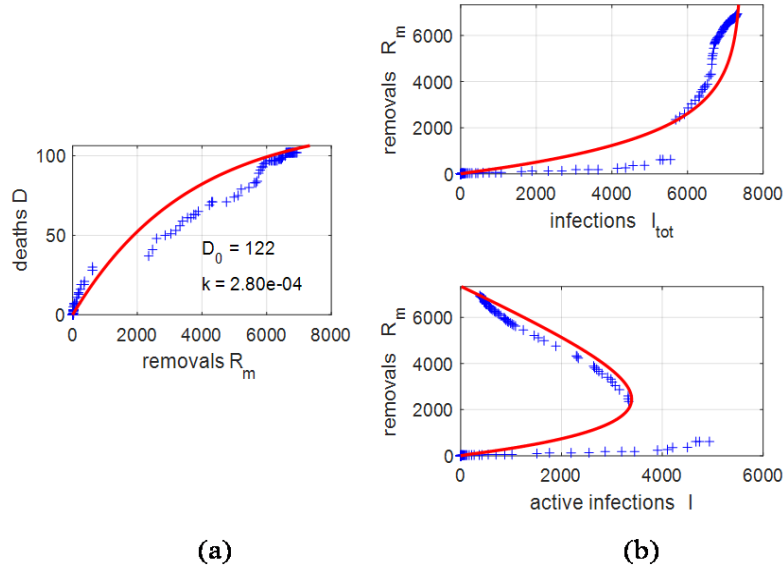 100
50
0
deaths D
D0 = 122
k = 2.80e-04
0 2000 4000 6000 8000
removals Rm
(a)
6000
4000
2000
0
removals Rm
0 2000 4000 6000 8000
infections Itot
6000
4000
2000
0
removals Rm
0 2000 4000 6000
active infections I
(b)